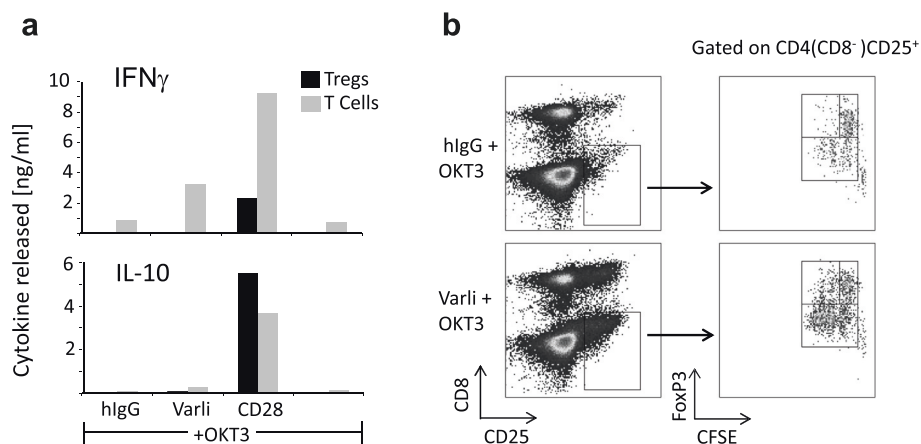 a
IFNγ
Tregs
T Cells
Cytokine released [ng/ml]
10
8
6
4
2
IL-10
6
4
2
hIgG Varli CD28
+OKT3
b
Gated on CD4(CD8⁻)CD25⁺
hIgG +
OKT3
Varli +
OKT3
CD8
CD25
FoxP3
CFSE